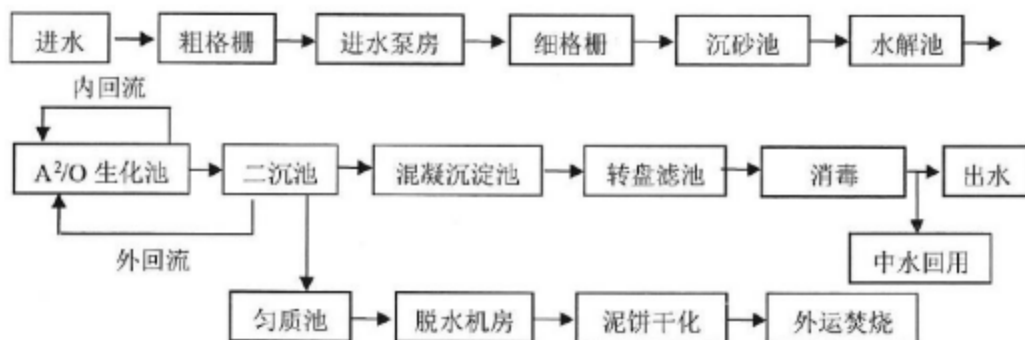 进水 粗格栅 进水泵房 细格栅 沉砂池 水解池
内回流
A²/O 生化池 二沉池 混凝沉淀池 转盘滤池 消毒 出水
外回流 中水回用
匀质池 脱水机房 泥饼干化 外运焚烧